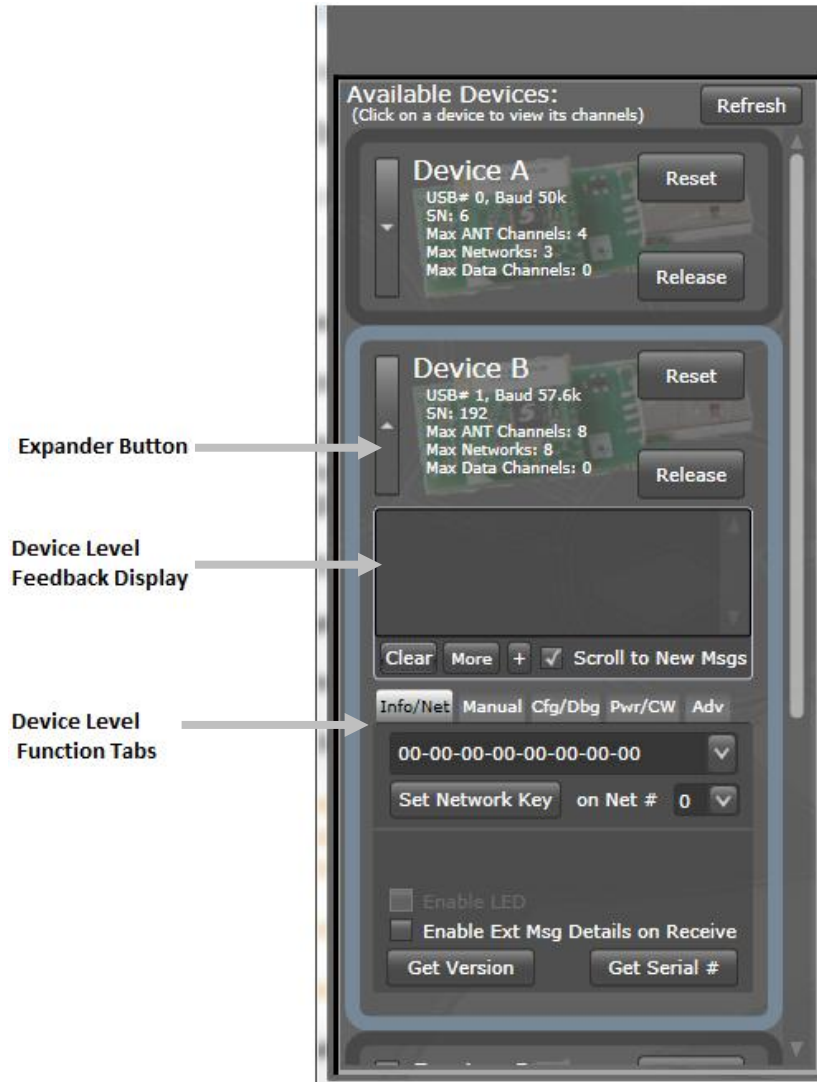 Available Devices:
(Click on a device to view its channels)
Refresh
Device A
USB# 0, Baud 50k
SN: 6
Max ANT Channels: 4
Max Networks: 3
Max Data Channels: 0
Reset
Release
Device B
USB# 1, Baud 57.6k
SN: 192
Max ANT Channels: 8
Max Networks: 8
Max Data Channels: 0
Reset
Release
Expander Button
Device Level
Feedback Display
Clear More + Scroll to New Msgs
Device Level
Function Tabs
Info/Net Manual Cfg/Dbg Pwr/CW Adv
00-00-00-00-00-00-00-00
Set Network Key on Net # 0
Enable LED
Enable Ext Msg Details on Receive
Get Version Get Serial #